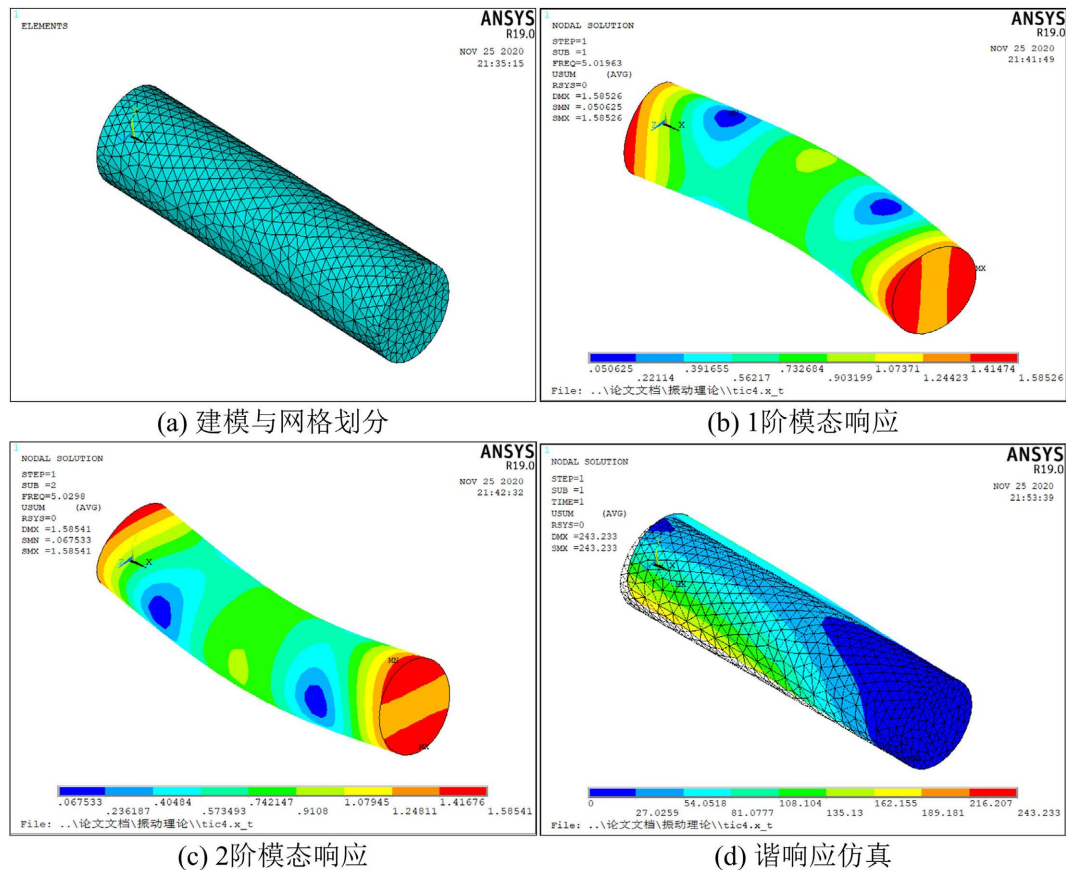 1
ELEMENTS
ANSYS
R19.0
NOV 25 2020
21:35:15
X
(a) 建模与网格划分
1
NODAL SOLUTION
STEP=1
SUB =1
FREQ=5.01963
USUM (AVG)
RSYS=0
DMX =1.58526
SMN =.050625
SMX =1.58526
ANSYS
R19.0
NOV 25 2020
21:41:49
MN
Z X
MX
.050625 .391655 .732684 1.07371 1.41474
.22114 .56217 .903199 1.24423 1.58526
File: ..\论文文档\振动理论\\tic4.x_t
(b) 1阶模态响应
1
NODAL SOLUTION
STEP=1
SUB =2
FREQ=5.0298
USUM (AVG)
RSYS=0
DMX =1.58541
SMN =.067533
SMX =1.58541
ANSYS
R19.0
NOV 25 2020
21:42:32
Z X
MN
MX
.067533 .40484 .742147 1.07945 1.41676
.236187 .573493 .9108 1.24811 1.58541
File: ..\论文文档\振动理论\\tic4.x_t
(c) 2阶模态响应
1
NODAL SOLUTION
STEP=1
SUB =1
TIME=1
USUM (AVG)
RSYS=0
DMX =243.233
SMX =243.233
ANSYS
R19.0
NOV 25 2020
21:53:39
X
0 54.0518 108.104 162.155 216.207
27.0259 81.0777 135.13 189.181 243.233
File: ..\论文文档\振动理论\\tic4.x_t
(d) 谐响应仿真